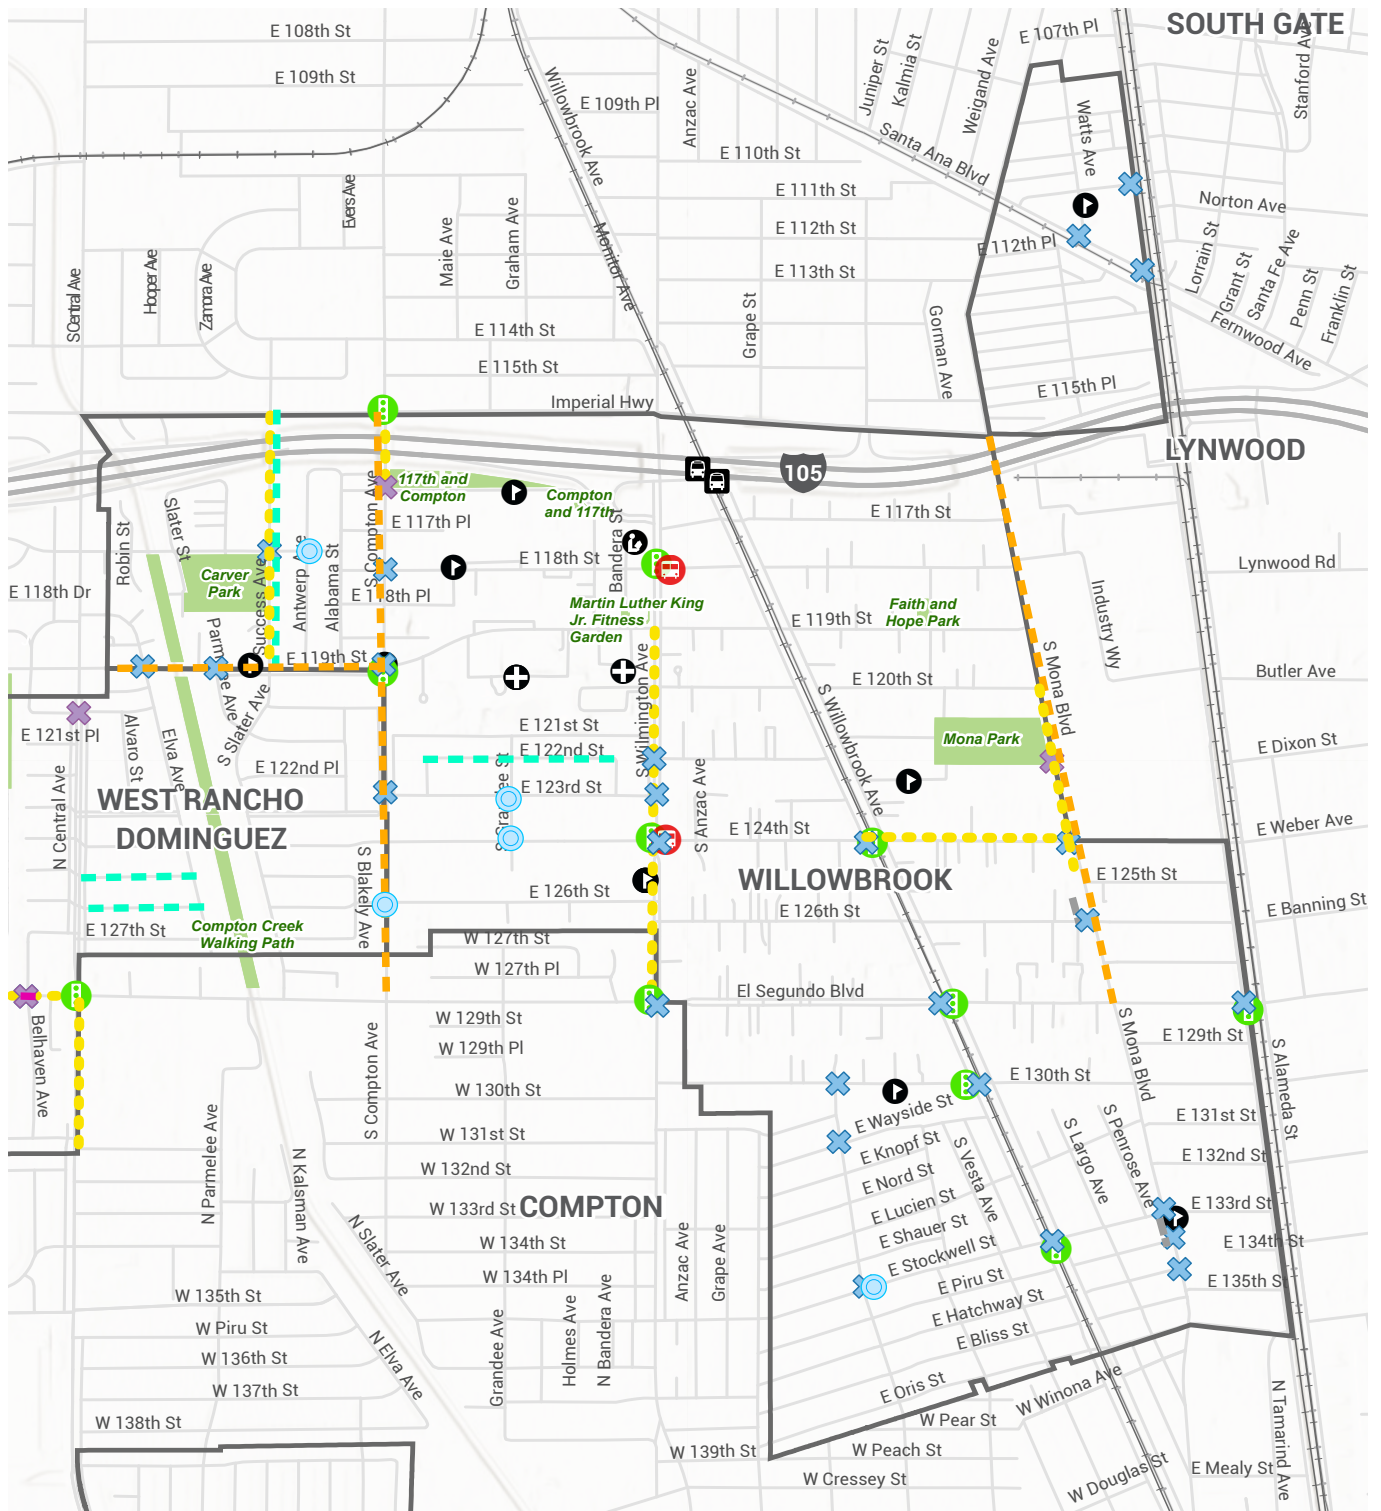 SOUTH GATE
E 107th Pl
E 108th St
E 109th St
E 109th Pl
E 110th St
E 111th St
E 112th St
E 112th Pl
E 113th St
E 114th St
E 115th St
E 115th Pl
Imperial Hwy
Willowbrook Ave
Monitor Ave
Anzac Ave
Juniper St
Kalmia St
Weigand Ave
Santa Ana Blvd
Watts Ave
Stanford Ave
Norton Ave
Lorrain St
Grant St
Santa Fe Ave
Penn St
Franklin St
Fernwood Ave
Gorman Ave
Grape St
Evers Ave
Maie Ave
Graham Ave
S Central Ave
Hooper Ave
Zamora Ave
LYNWOOD
105
117th and
Compton
Compton
and 117th
E 117th St
E 117th Pl
E 118th St
E 118th Pl
E 118th Dr
Robin St
Slater St
Carver
Park
Success Ave
Antwerp Ave
Alabama St
S Compton Ave
Bandera St
Martin Luther King
Jr. Fitness
Garden
E 119th St
E 119th St
Faith and
Hope Park
Industry Wy
Lynwood Rd
Butler Ave
S Mona Blvd
E 120th St
Mona Park
E Dixon St
E Weber Ave
E Banning St
E 121st St
E 121st Pl
E 122nd St
E 122nd Pl
E 123rd St
E 124th St
E 125th St
E 126th St
E 126th St
E 127th St
W 127th St
W 127th Pl
Alvaro St
Elva Ave
S Slater Ave
N Central Ave
S Wilmington Ave
S Anzac Ave
S Willowbrook Ave
S Blakely Ave
WEST RANCHO
DOMINGUEZ
WILLOWBROOK
Compton Creek
Walking Path
El Segundo Blvd
Belhaven Ave
W 129th St
W 129th Pl
W 130th St
W 131st St
W 132nd St
W 133rd St
COMPTON
W 134th St
W 134th Pl
W 135th St
W Piru St
W 136th St
W 137th St
W 138th St
W 139th St
S Compton Ave
N Parmelee Ave
N Kalsman Ave
N Slater Ave
N Elva Ave
Grandee Ave
Holmes Ave
N Bandera Ave
Anzac Ave
Grape Ave
E 129th St
E 130th St
E 131st St
E 132nd St
E 133rd St
E 134th St
E 135th St
S Mona Blvd
S Alameda St
S Penrose Ave
S Largo Ave
S Vesta Ave
E Wayside St
E Knopf St
E Nord St
E Lucien St
E Shauer St
E Stockwell St
E Piru St
E Hatchway St
E Bliss St
E Oris St
W Winona Ave
W Pear St
W Peach St
W Cressey St
W Douglas St
E Mealy St
N Tamarind Ave